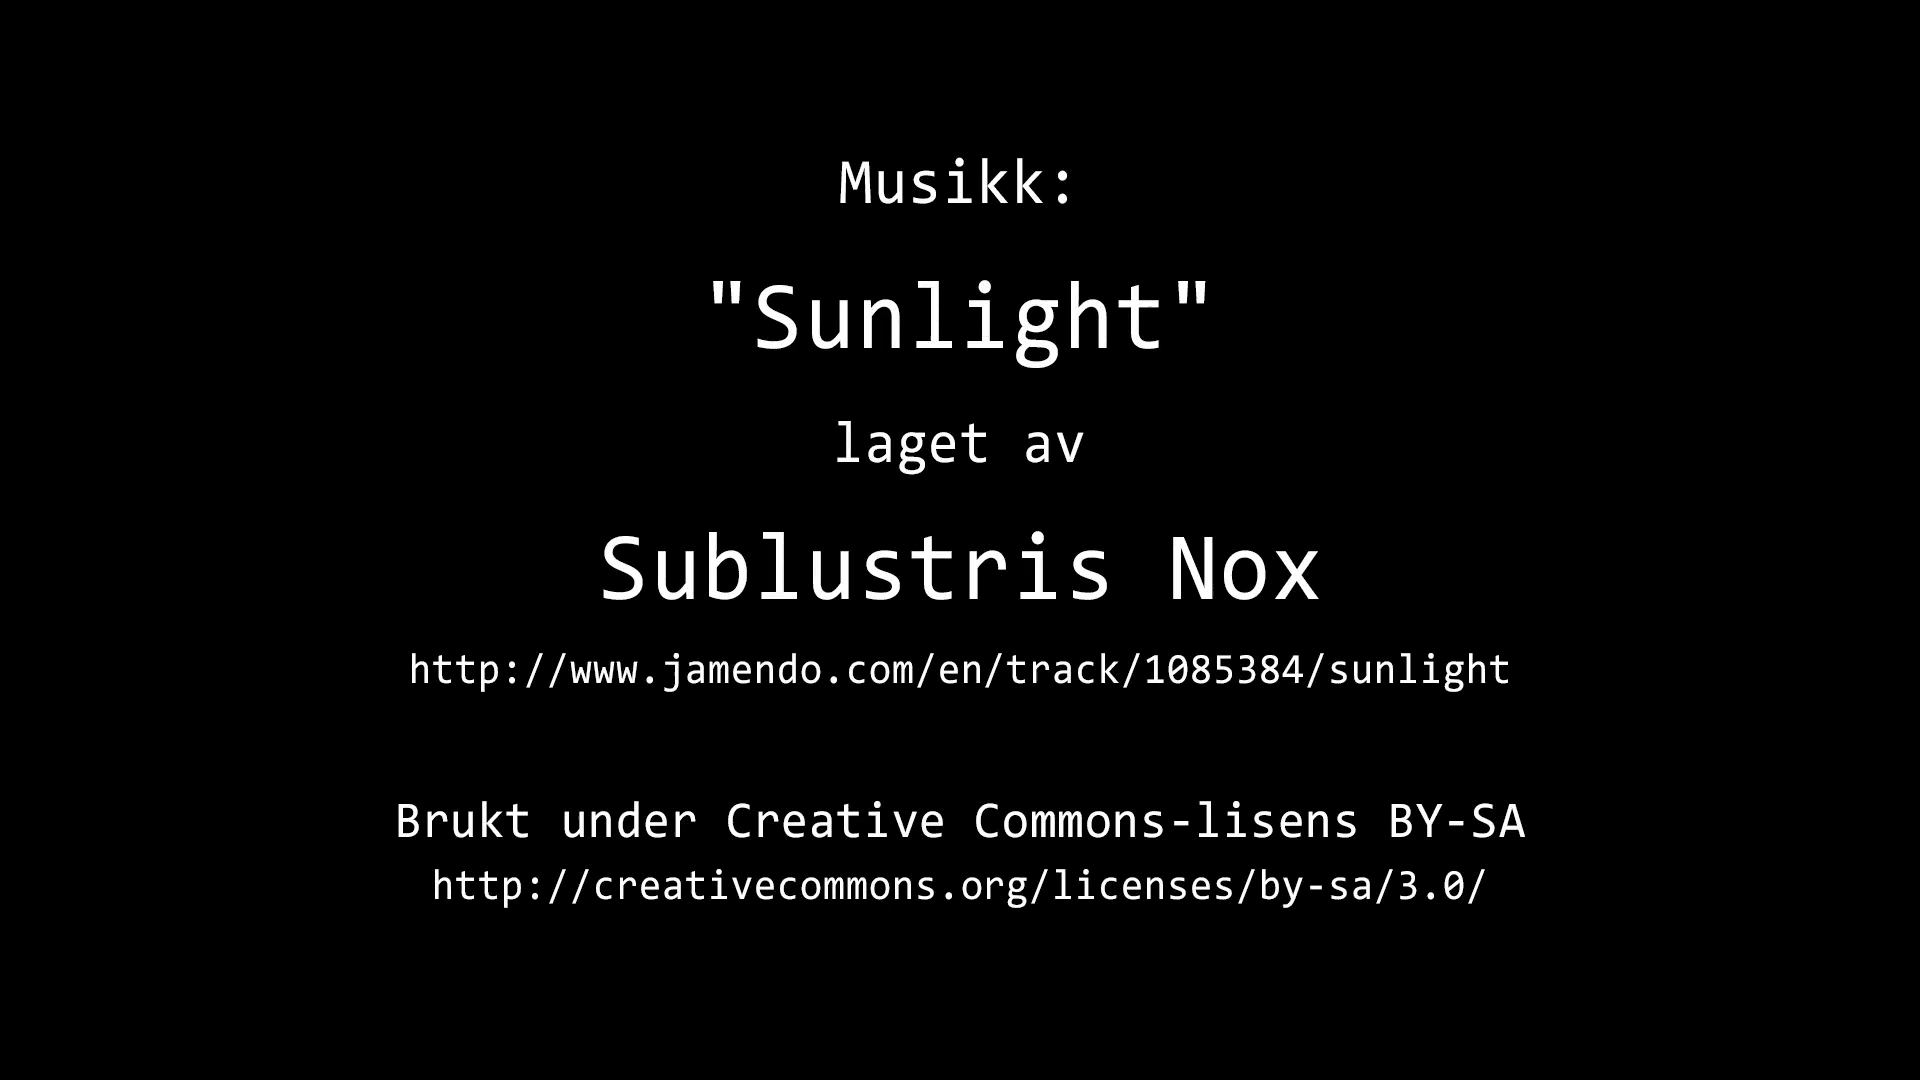 Musikk:
"Sunlight"
laget av
Sublustris Nox
http://www.jamendo.com/en/track/1085384/sunlight
Brukt under Creative Commons-lisens BY-SA
http://creativecommons.org/licenses/by-sa/3.0/